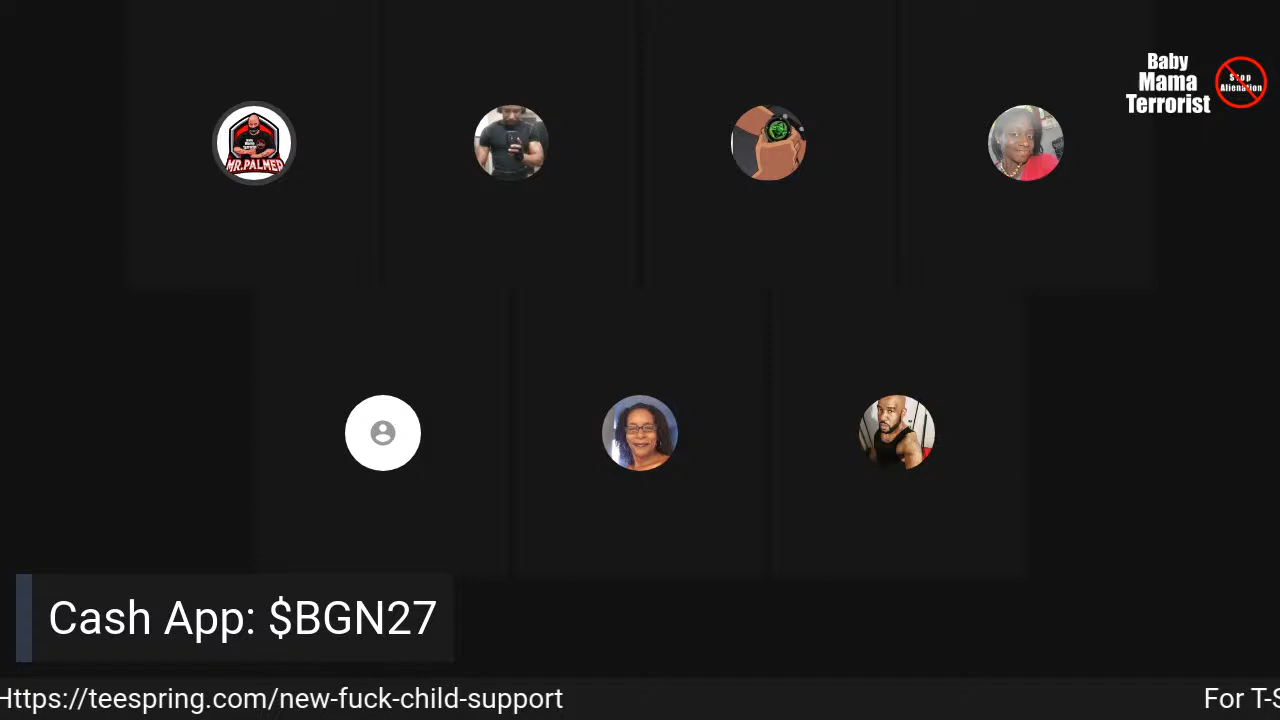 Baby
Mama
Terrorist
Stop
Alienation
MR.PALMER
Cash App: $BGN27
Https://teespring.com/new-fuck-child-support
For T-S